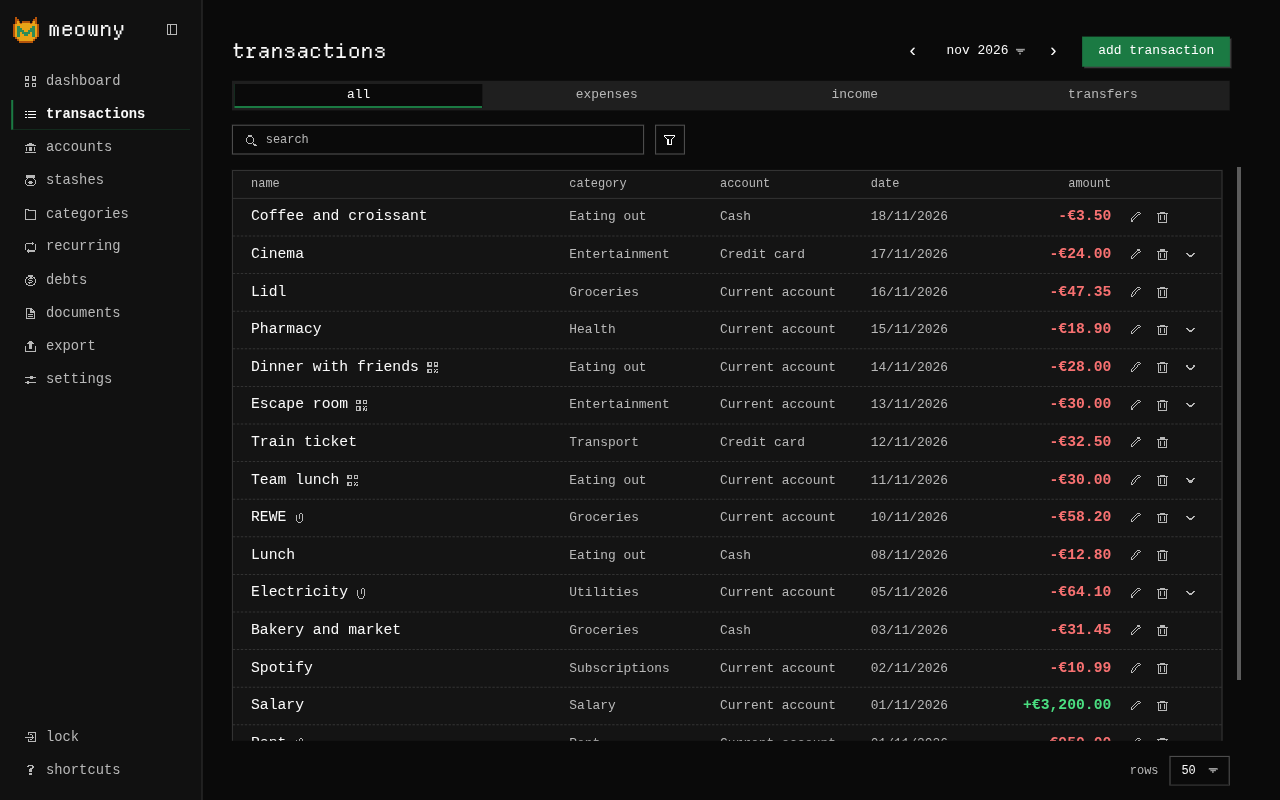 meowny
dashboard
transactions
accounts
stashes
categories
recurring
debts
documents
export
settings
lock
shortcuts
transactions
nov 2026
add transaction
all expenses income transfers
search
name category account date amount
Coffee and croissant Eating out Cash 18/11/2026 -€3.50
Cinema Entertainment Credit card 17/11/2026 -€24.00
Lidl Groceries Current account 16/11/2026 -€47.35
Pharmacy Health Current account 15/11/2026 -€18.90
Dinner with friends Eating out Current account 14/11/2026 -€28.00
Escape room Entertainment Current account 13/11/2026 -€30.00
Train ticket Transport Credit card 12/11/2026 -€32.50
Team lunch Eating out Current account 11/11/2026 -€30.00
REWE Groceries Current account 10/11/2026 -€58.20
Lunch Eating out Cash 08/11/2026 -€12.80
Electricity Utilities Current account 05/11/2026 -€64.10
Bakery and market Groceries Cash 03/11/2026 -€31.45
Spotify Subscriptions Current account 02/11/2026 -€10.99
Salary Salary Current account 01/11/2026 +€3,200.00
Rent Rent Current account 01/11/2026
rows 50